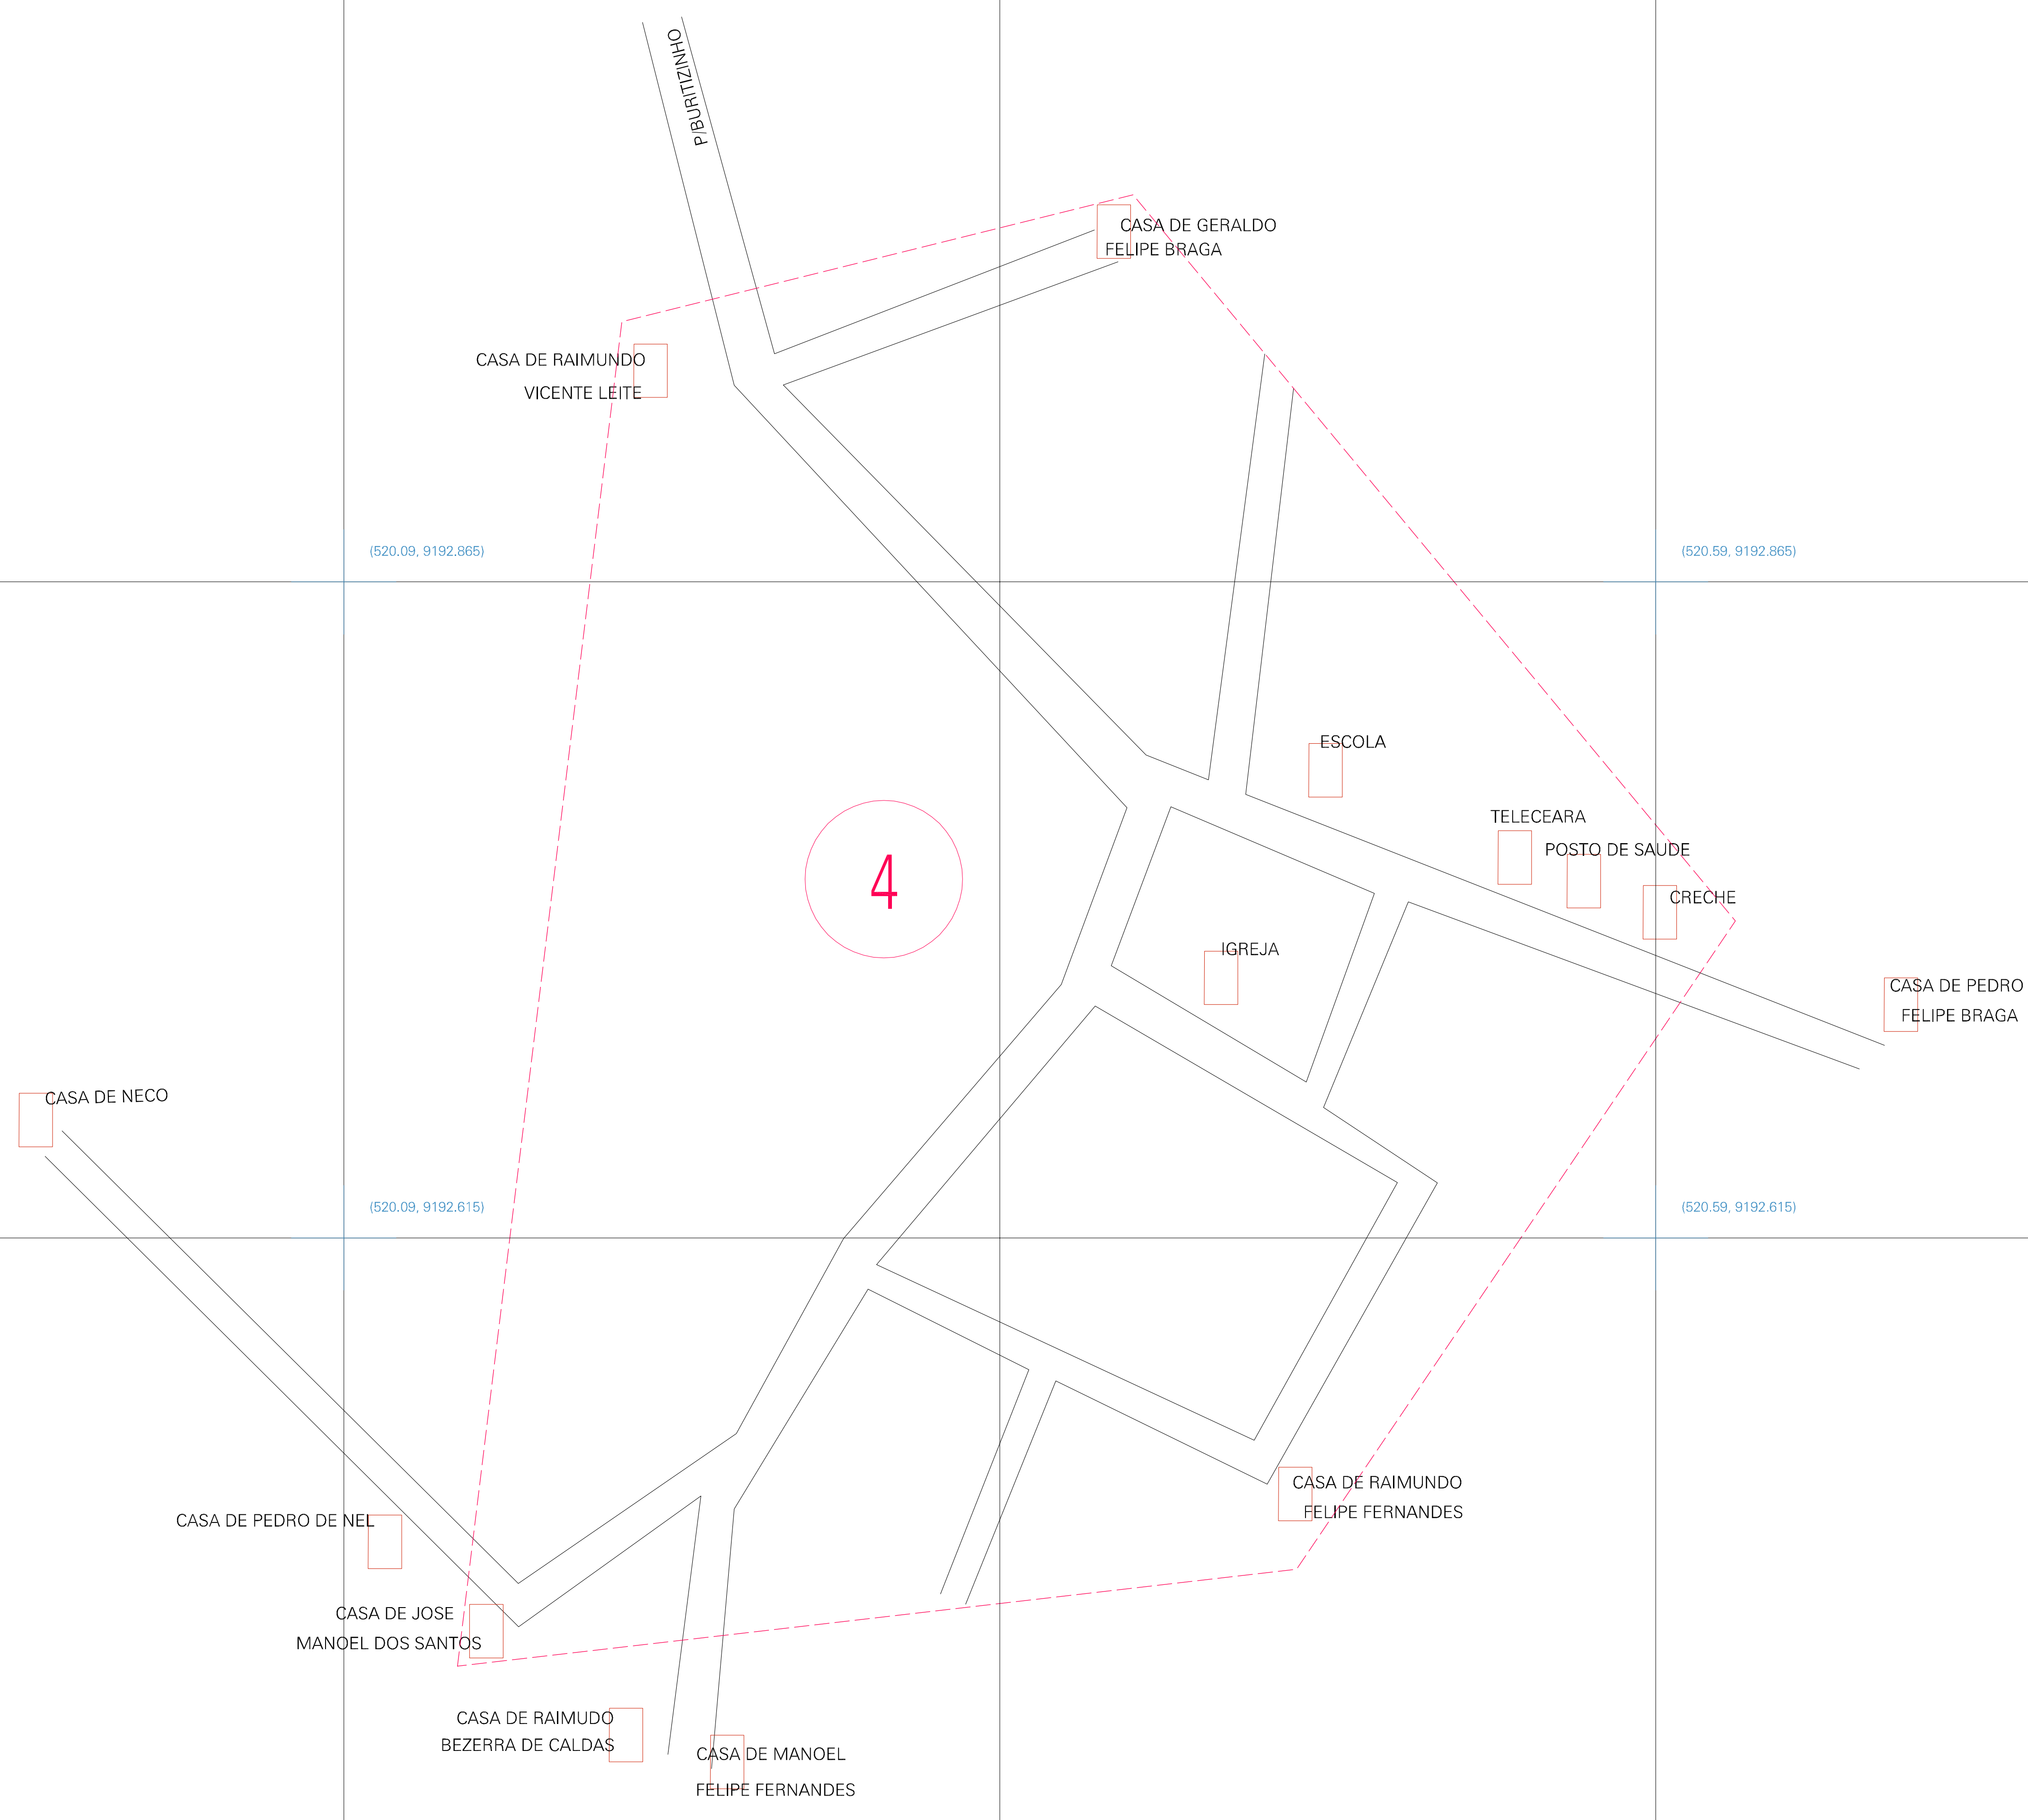 P/BURITIZINHO
CASA DE GERALDO
FELIPE BRAGA
CASA DE RAIMUNDO
VICENTE LEITE
(520.09, 9192.865)
(520.59, 9192.865)
ESCOLA
TELECEARA
POSTO DE SAUDE
4
CRECHE
IGREJA
CASA DE PEDRO
FELIPE BRAGA
CASA DE NECO
(520.09, 9192.615)
(520.59, 9192.615)
CASA DE RAIMUNDO
FELIPE FERNANDES
CASA DE PEDRO DE NEL
CASA DE JOSE
MANOEL DOS SANTOS
CASA DE RAIMUDO
BEZERRA DE CALDAS
CASA DE MANOEL
FELIPE FERNANDES